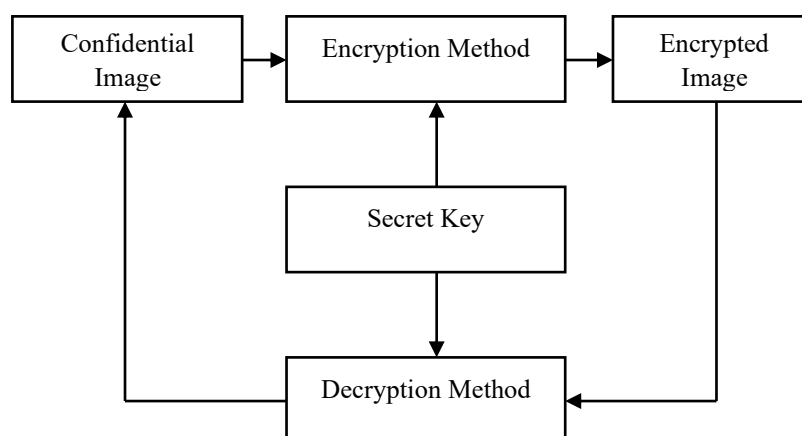 Confidential
Image
Encryption Method
Encrypted
Image
Secret Key
Decryption Method